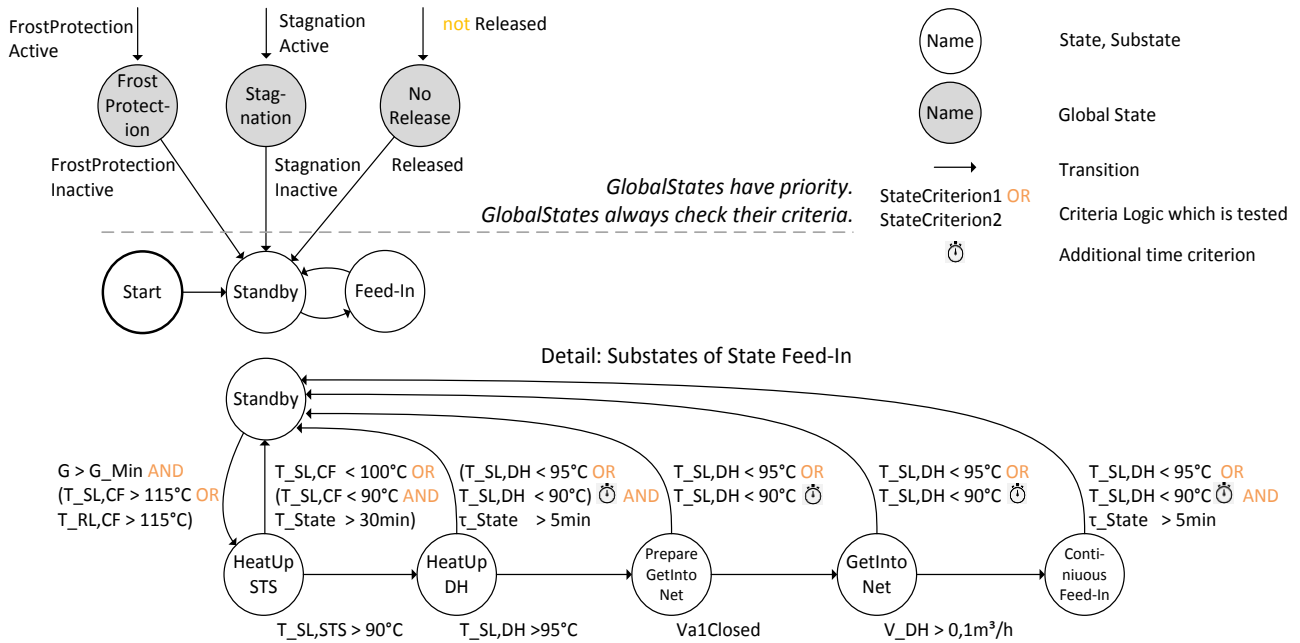 FrostProtection
Active
Stagnation
Active
not Released
Frost
Protect-
ion
Stag-
nation
No
Release
FrostProtection
Inactive
Stagnation
Inactive
Released
Name
State, Substate
Name
Global State
Transition
StateCriterion1 OR
StateCriterion2
Criteria Logic which is tested
Additional time criterion
GlobalStates have priority.
GlobalStates always check their criteria.
Start
Standby
Feed-In
Detail: Substates of State Feed-In
Standby
G > G_Min AND
(T_SL,CF > 115°C OR
T_RL,CF > 115°C)
T_SL,CF < 100°C OR
(T_SL,CF < 90°C AND
T_State > 30min)
(T_SL,DH < 95°C OR
T_SL,DH < 90°C) AND
τ_State > 5min
T_SL,DH < 95°C OR
T_SL,DH < 90°C
T_SL,DH < 95°C OR
T_SL,DH < 90°C
T_SL,DH < 95°C OR
T_SL,DH < 90°C AND
τ_State > 5min
HeatUp
STS
HeatUp
DH
Prepare
GetInto
Net
GetInto
Net
Conti-
niuous
Feed-In
T_SL,STS > 90°C
T_SL,DH >95°C
Va1Closed
V_DH > 0,1m³/h